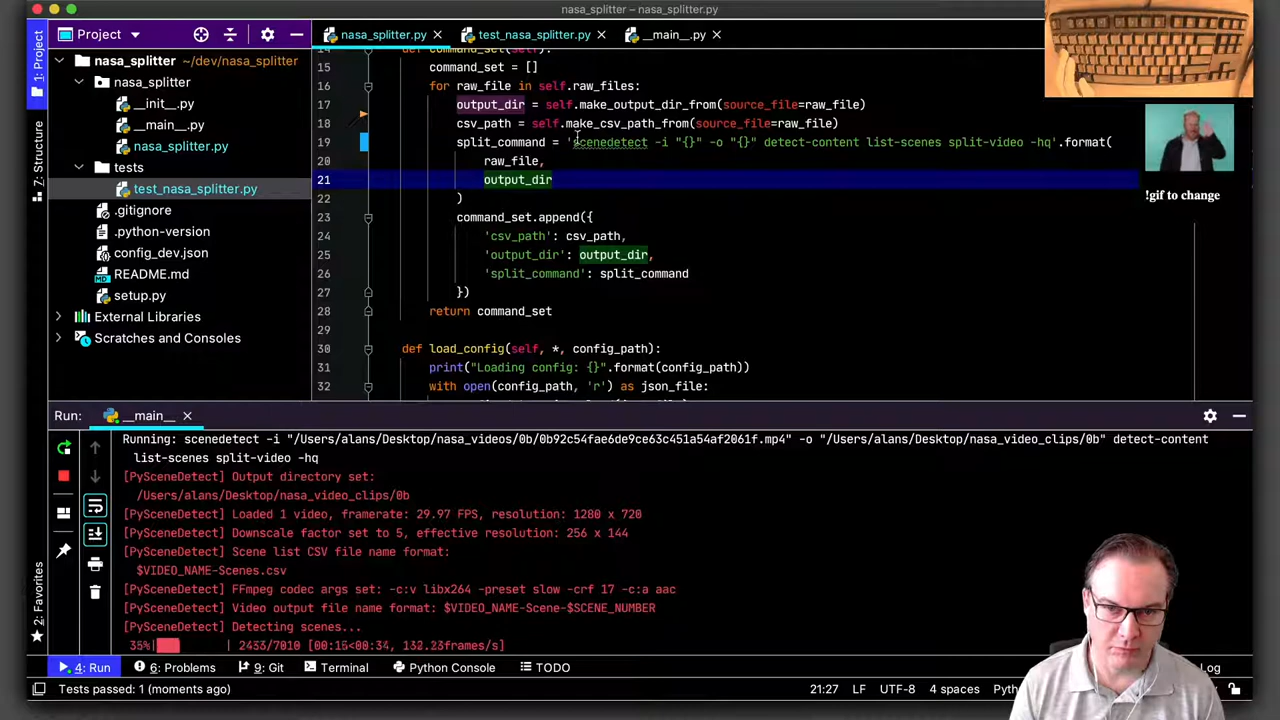 nasa_splitter – nasa_splitter.py
Project
nasa_splitter.py
test_nasa_splitter.py
__main__.py
1: Project
7: Structure
2: Favorites
nasa_splitter ~/dev/nasa_splitter
nasa_splitter
__init__.py
__main__.py
nasa_splitter.py
tests
test_nasa_splitter.py
.gitignore
.python-version
config_dev.json
README.md
setup.py
External Libraries
Scratches and Consoles
14 def command_set(self):
15 command_set = []
16 for raw_file in self.raw_files:
17 output_dir = self.make_output_dir_from(source_file=raw_file)
18 csv_path = self.make_csv_path_from(source_file=raw_file)
19 split_command = 'scenedetect -i "{}" -o "{}" detect-content list-scenes split-video -hq'.format(
20 raw_file,
21 output_dir
22 )
23 command_set.append({
24 'csv_path': csv_path,
25 'output_dir': output_dir,
26 'split_command': split_command
27 })
28 return command_set
29
30 def load_config(self, *, config_path):
31 print("Loading config: {}".format(config_path))
32 with open(config_path, 'r') as json_file:
!gif to change
Run: __main__
Running: scenedetect -i "/Users/alans/Desktop/nasa_videos/0b/0b92c54fae6de9ce63c451a54af2061f.mp4" -o "/Users/alans/Desktop/nasa_video_clips/0b" detect-content
list-scenes split-video -hq
[PySceneDetect] Output directory set:
/Users/alans/Desktop/nasa_video_clips/0b
[PySceneDetect] Loaded 1 video, framerate: 29.97 FPS, resolution: 1280 x 720
[PySceneDetect] Downscale factor set to 5, effective resolution: 256 x 144
[PySceneDetect] Scene list CSV file name format:
$VIDEO_NAME-Scenes.csv
[PySceneDetect] FFmpeg codec args set: -c:v libx264 -preset slow -crf 17 -c:a aac
[PySceneDetect] Video output file name format: $VIDEO_NAME-Scene-$SCENE_NUMBER
[PySceneDetect] Detecting scenes...
35%| | 2433/7010 [00:15<00:34, 132.23frames/s]
4: Run
6: Problems
9: Git
Terminal
Python Console
TODO
Log
Tests passed: 1 (moments ago)
21:27 LF UTF-8 4 spaces